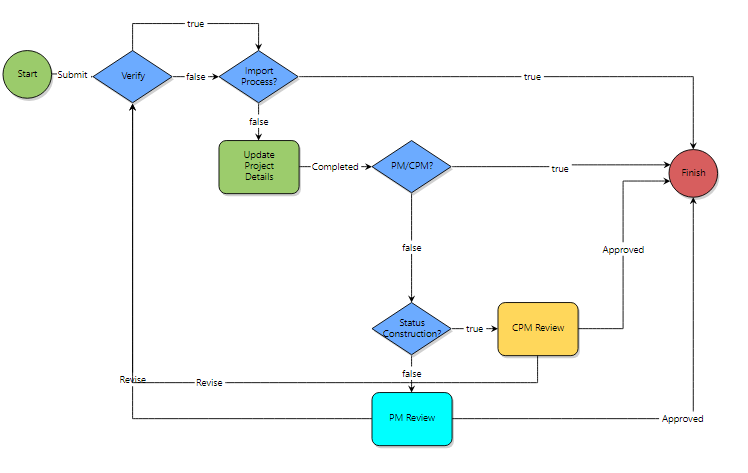 true
Start
Submit
Verify
false
Import
Process?
true
false
Update
Project
Details
Completed
PM/CPM?
true
Finish
false
Approved
Status
Construction?
true
CPM Review
false
Revise
Revise
PM Review
Approved